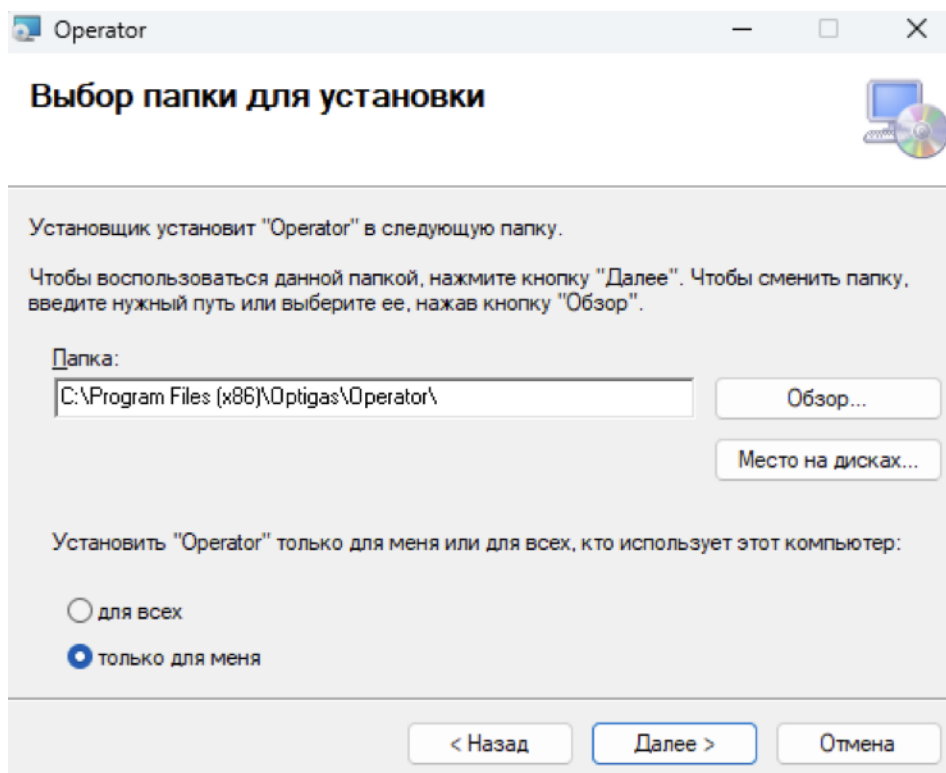 Operator
Выбор папки для установки
Установщик установит "Operator" в следующую папку.
Чтобы воспользоваться данной папкой, нажмите кнопку "Далее". Чтобы сменить папку,
введите нужный путь или выберите ее, нажав кнопку "Обзор".
Папка:
C:\Program Files (x86)\Optigas\Operator\
Обзор...
Место на дисках...
Установить "Operator" только для меня или для всех, кто использует этот компьютер:
для всех
только для меня
< Назад
Далее >
Отмена